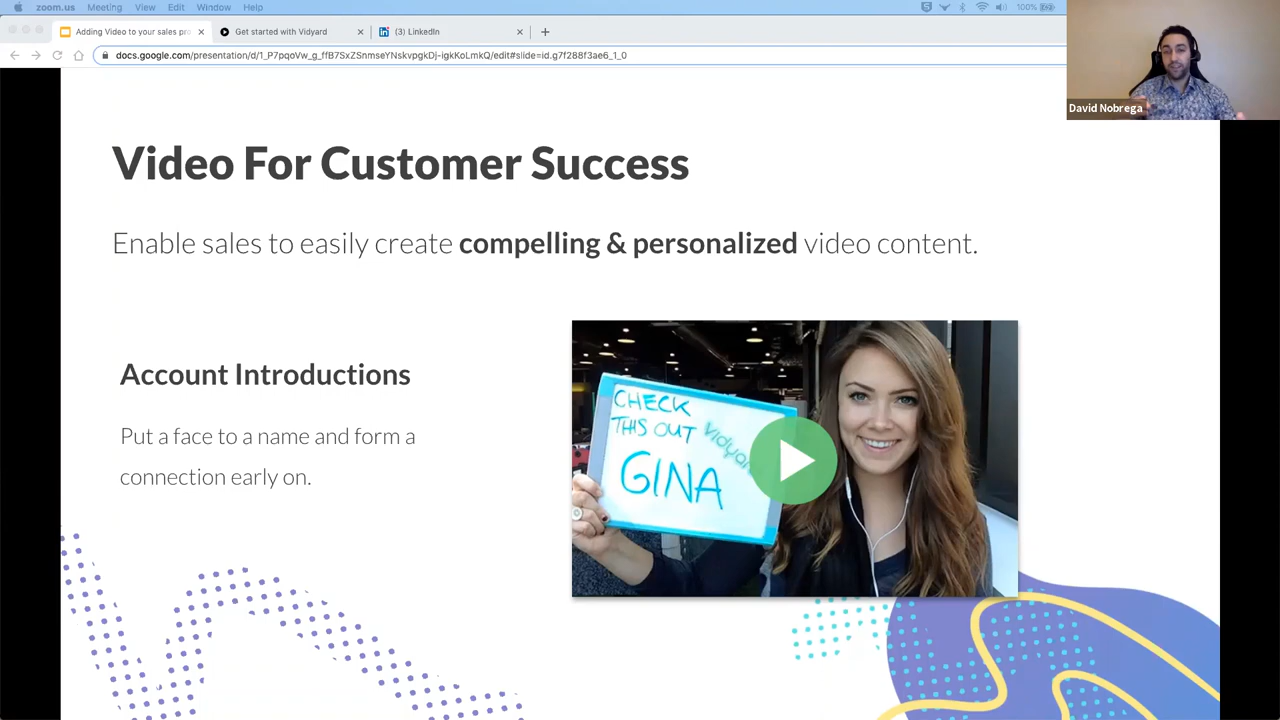 zoom.us Meeting View Edit Window Help 100%
Adding Video to your sales pro Get started with Vidyard (3) LinkedIn
docs.google.com/presentation/d/1_P7pqoVw_g_ffB7SxZSnmseYNskvpgkDj-igkKoLmkQ/edit#slide=id.g7f288f3ae6_1_0
David Nobrega
Video For Customer Success
Enable sales to easily create compelling & personalized video content.
Account Introductions
Put a face to a name and form a
connection early on.
CHECK
THIS OUT
GINA